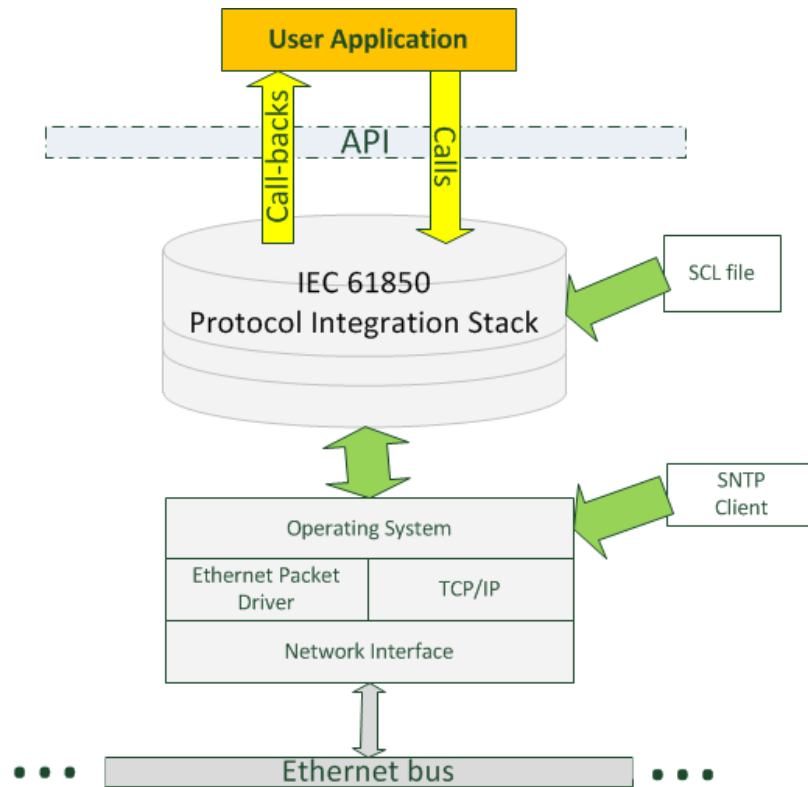 User Application
Call-backs
API
Calls
IEC 61850
Protocol Integration Stack
SCL file
SNTP
Client
Operating System
Ethernet Packet
Driver
TCP/IP
Network Interface
Ethernet bus